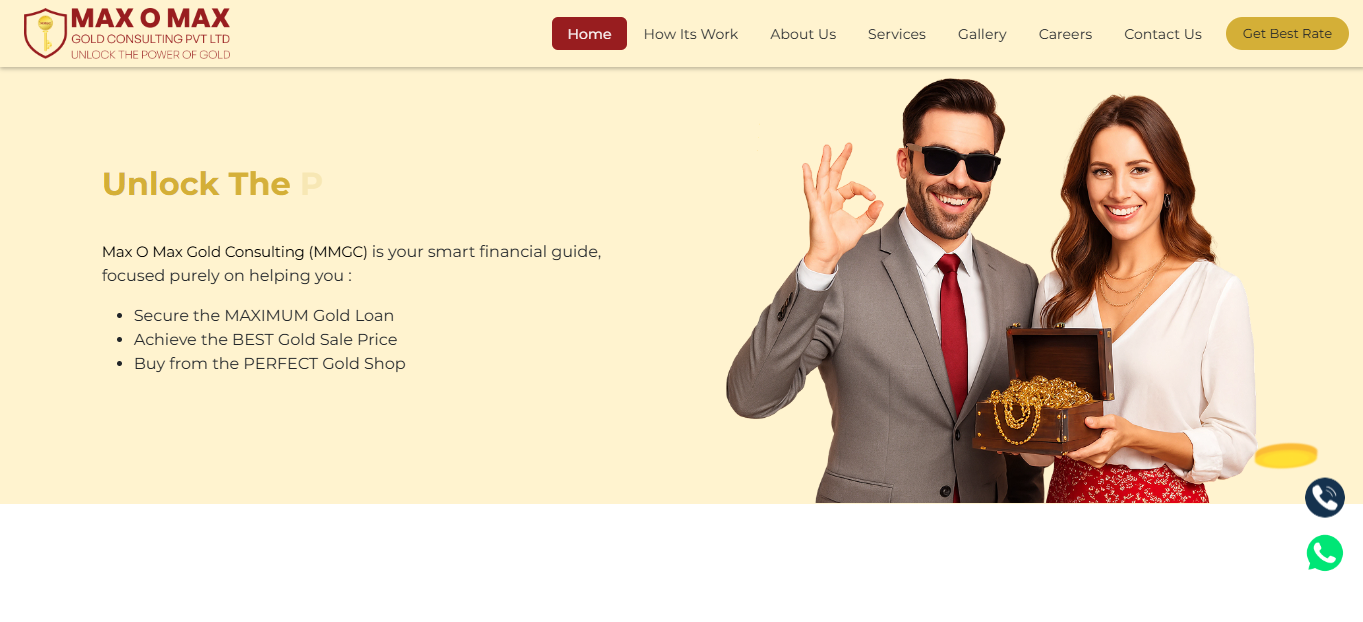 MAX O MAX
GOLD CONSULTING PVT LTD
UNLOCK THE POWER OF GOLD
Home
How Its Work
About Us
Services
Gallery
Careers
Contact Us
Get Best Rate
Unlock The P
Max O Max Gold Consulting (MMGC) is your smart financial guide,
focused purely on helping you :
• Secure the MAXIMUM Gold Loan
• Achieve the BEST Gold Sale Price
• Buy from the PERFECT Gold Shop